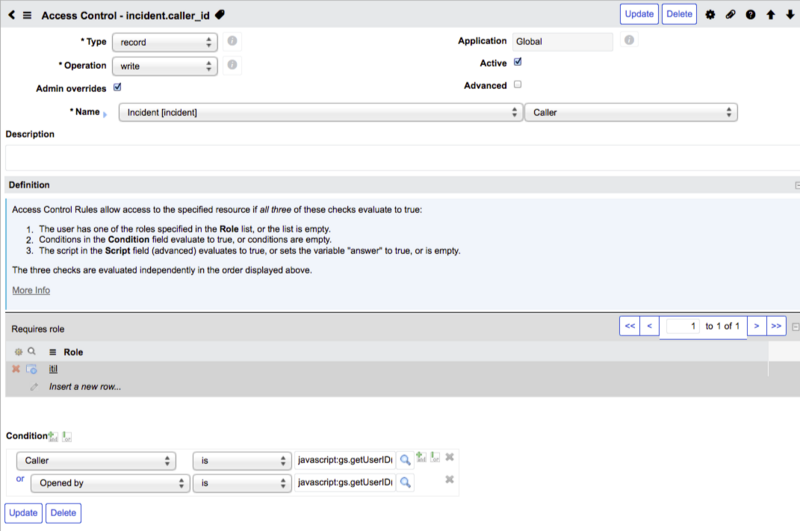 Access Control - incident.caller_id
Update Delete
* Type record Application Global
* Operation write Active
Admin overrides Advanced
* Name Incident [incident] Caller
Description
Definition
Access Control Rules allow access to the specified resource if all three of these checks evaluate to true:
1. The user has one of the roles specified in the Role list, or the list is empty.
2. Conditions in the Condition field evaluate to true, or conditions are empty.
3. The script in the Script field (advanced) evaluates to true, or sets the variable "answer" to true, or is empty.
The three checks are evaluated independently in the order displayed above.
More Info
Requires role << < 1 to 1 of 1 > >>
Role
itil
Insert a new row...
Condition
Caller is javascript:gs.getUserID(
or Opened by is javascript:gs.getUserID(
Update Delete